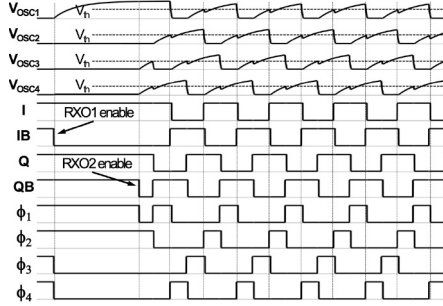 VOSC1 Vth
VOSC2 Vth
VOSC3 Vth
VOSC4 Vth
I
RXO1 enable
IB
Q
RXO2 enable
QB
ϕ1
ϕ2
ϕ3
ϕ4